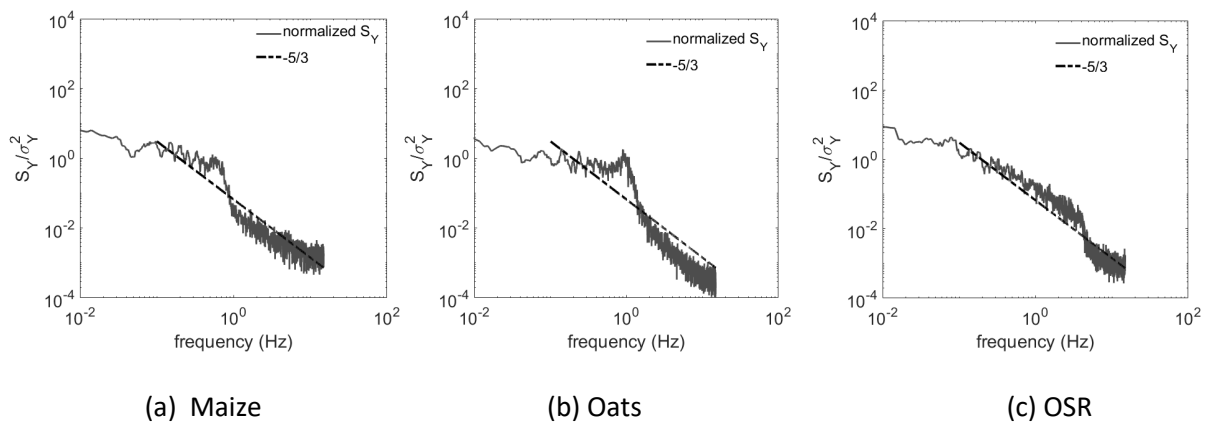 10^4
10^2
10^0
10^-2
10^-4
S_Y/σ_Y^2
normalized S_Y
-5/3
10^-2
10^0
10^2
frequency (Hz)
(a) Maize
10^4
10^2
10^0
10^-2
10^-4
S_Y/σ_Y^2
normalized S_Y
-5/3
10^-2
10^0
10^2
frequency (Hz)
(b) Oats
10^4
10^2
10^0
10^-2
10^-4
S_Y/σ_Y^2
normalized S_Y
-5/3
10^-2
10^0
10^2
frequency (Hz)
(c) OSR